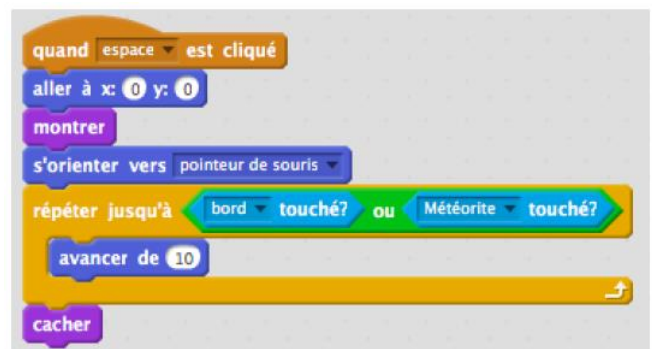 quand espace est cliqué
aller à x: 0 y: 0
montrer
s'orienter vers pointeur de souris
répéter jusqu'à bord touché? ou Météorite touché?
avancer de 10
cacher